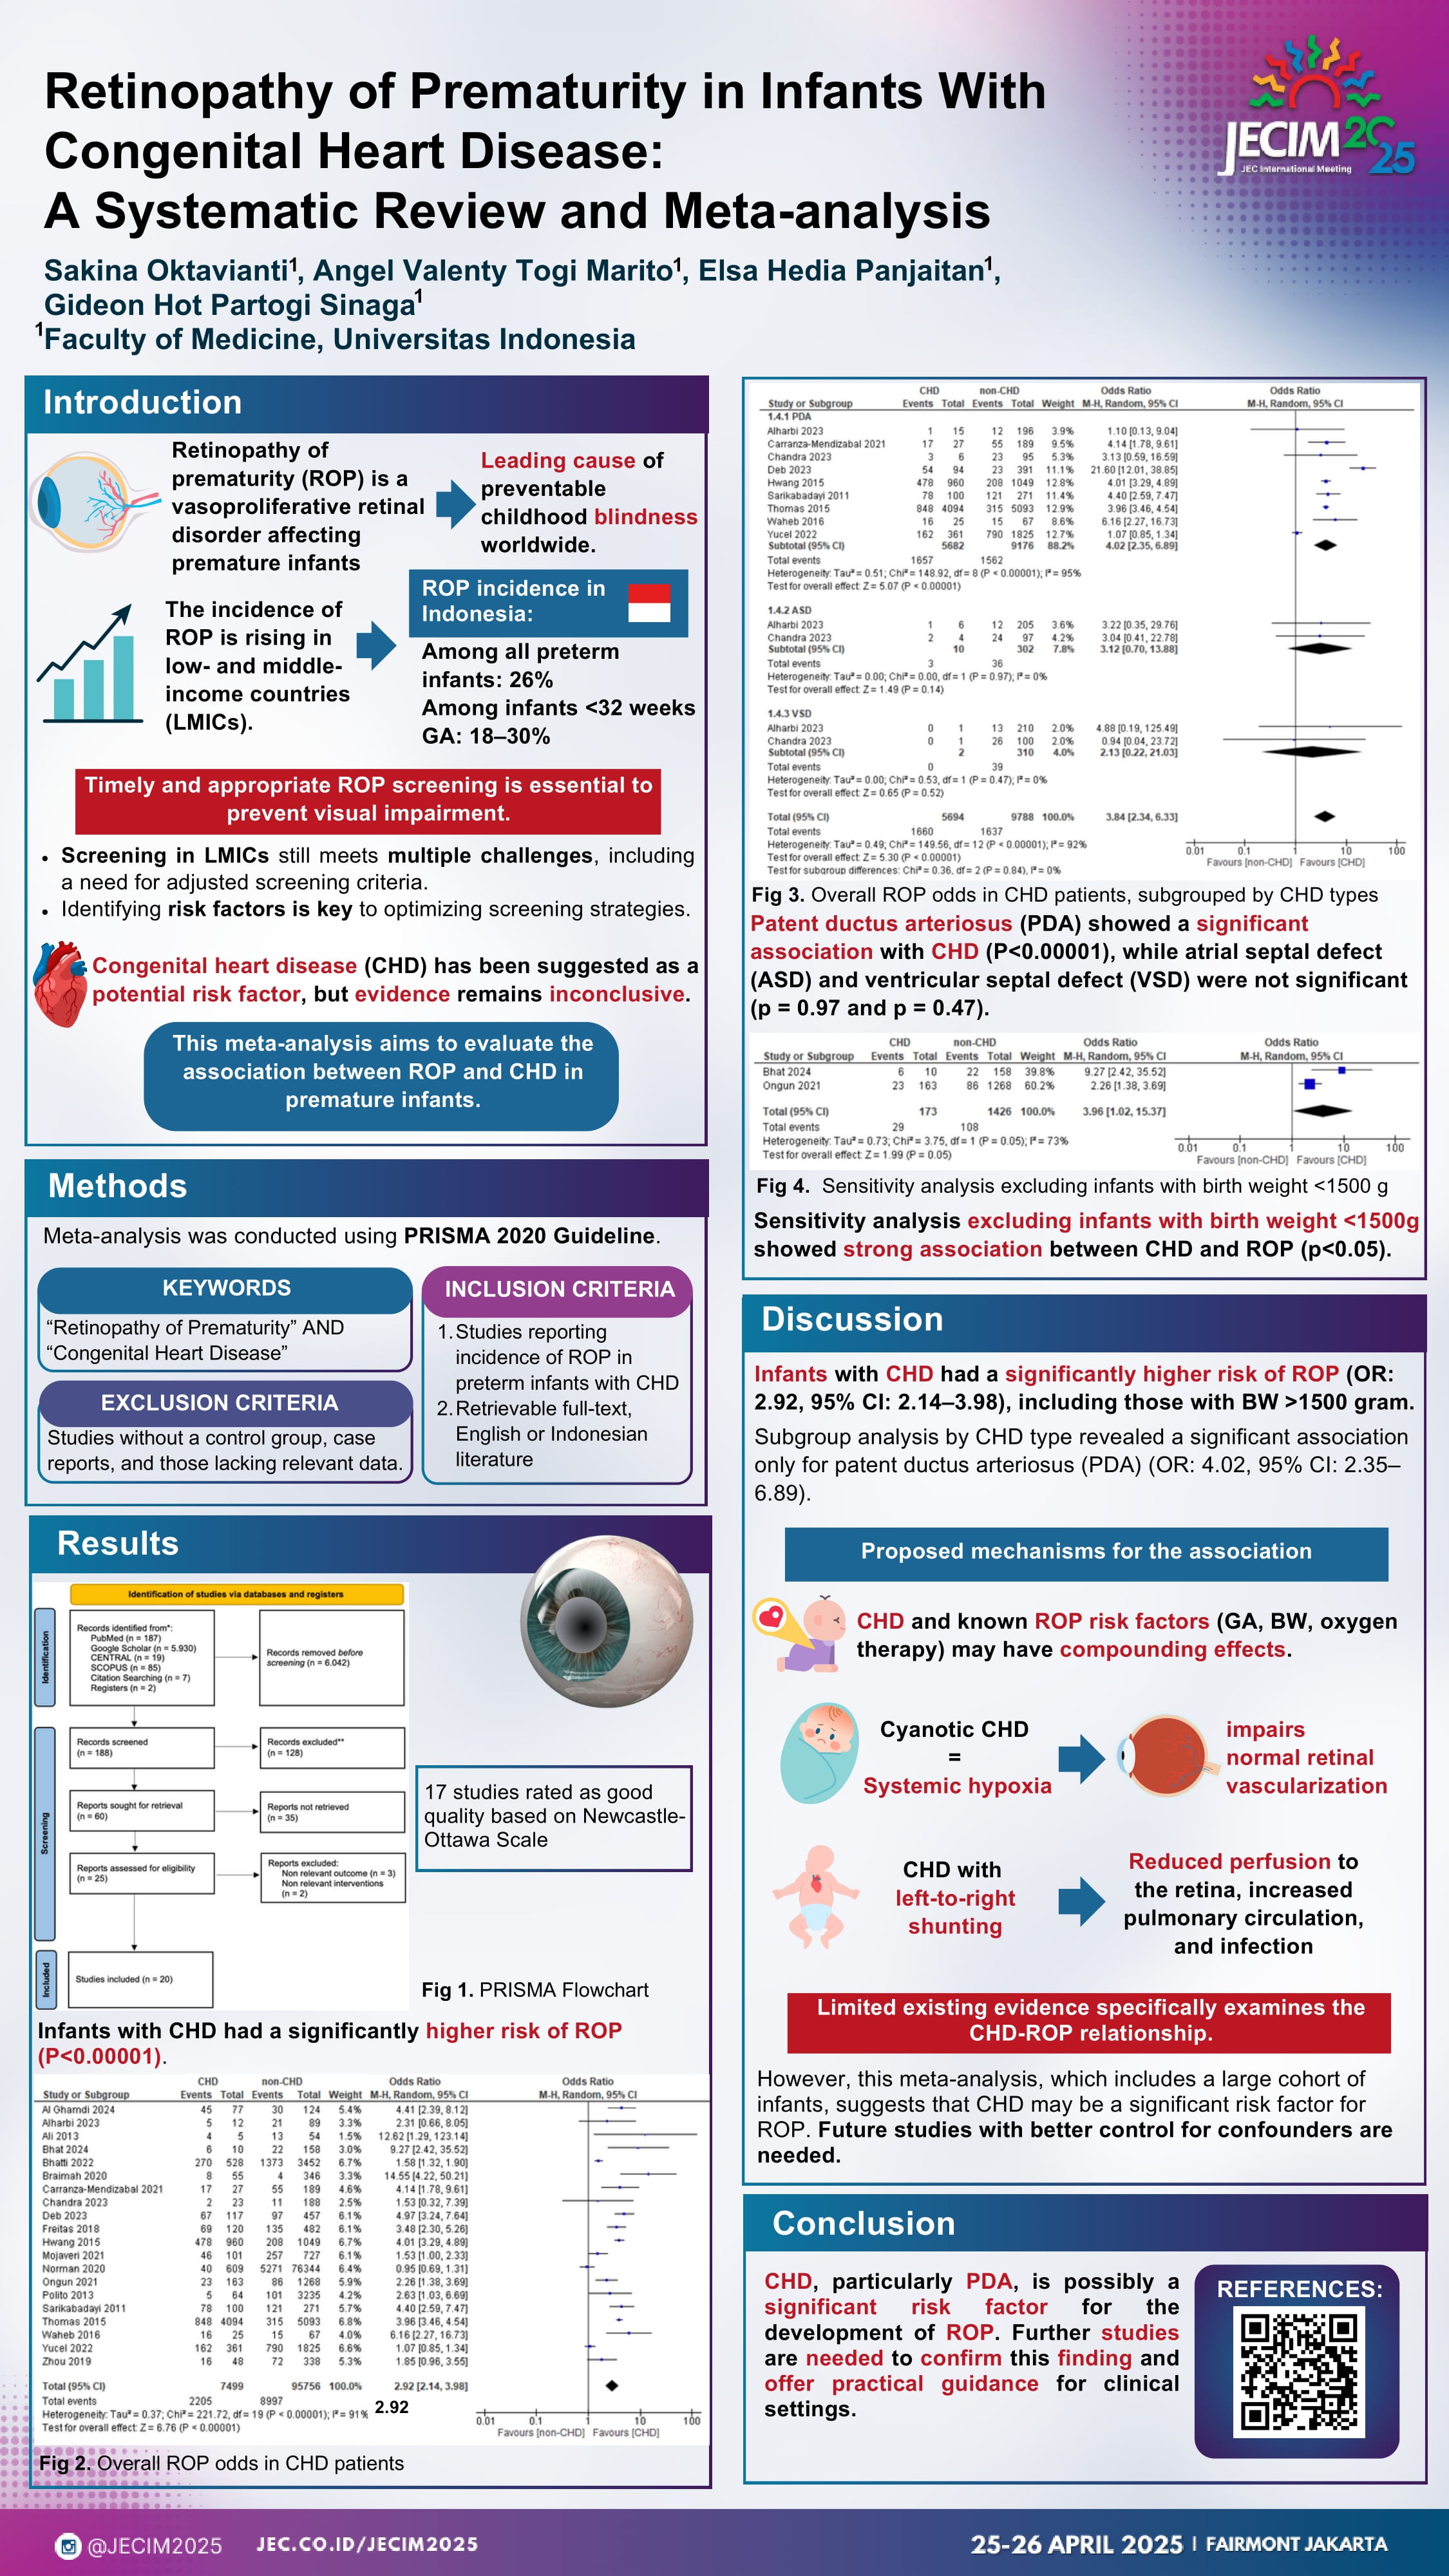 Retinopathy of Prematurity in Infants With
Congenital Heart Disease:
A Systematic Review and Meta-analysis
JECIM 2025
JEC International Meeting
Sakina Oktavianti¹, Angel Valenty Togi Marito¹, Elsa Hedia Panjaitan¹,
Gideon Hot Partogi Sinaga¹
¹Faculty of Medicine, Universitas Indonesia
Introduction
Retinopathy of
prematurity (ROP) is a
vasoproliferative retinal
disorder affecting
premature infants
Leading cause of
preventable
childhood blindness
worldwide.
The incidence of
ROP is rising in
low- and middle-
income countries
(LMICs).
ROP incidence in
Indonesia:
Among all preterm
infants: 26%
Among infants <32 weeks
GA: 18–30%
Timely and appropriate ROP screening is essential to
prevent visual impairment.
• Screening in LMICs still meets multiple challenges, including
a need for adjusted screening criteria.
• Identifying risk factors is key to optimizing screening strategies.
Congenital heart disease (CHD) has been suggested as a
potential risk factor, but evidence remains inconclusive.
This meta-analysis aims to evaluate the
association between ROP and CHD in
premature infants.
Methods
Meta-analysis was conducted using PRISMA 2020 Guideline.
KEYWORDS
“Retinopathy of Prematurity” AND
“Congenital Heart Disease”
EXCLUSION CRITERIA
Studies without a control group, case
reports, and those lacking relevant data.
INCLUSION CRITERIA
1. Studies reporting
incidence of ROP in
preterm infants with CHD
2. Retrievable full-text,
English or Indonesian
literature
Results
Identification of studies via databases and registers
Identification
Records identified from*:
PubMed (n = 187)
Google Scholar (n = 5.930)
CENTRAL (n = 19)
SCOPUS (n = 85)
Citation Searching (n = 7)
Registers (n = 2)
Records removed before
screening (n = 6.042)
Screening
Records screened
(n = 188)
Records excluded**
(n = 128)
Reports sought for retrieval
(n = 60)
Reports not retrieved
(n = 35)
Reports assessed for eligibility
(n = 25)
Reports excluded:
Non relevant outcome (n = 3)
Non relevant interventions
(n = 2)
Included
Studies included (n = 20)
17 studies rated as good
quality based on Newcastle-
Ottawa Scale
Fig 1. PRISMA Flowchart
Infants with CHD had a significantly higher risk of ROP
(P<0.00001).
CHD non-CHD Odds Ratio Odds Ratio
Study or Subgroup Events Total Events Total Weight M-H, Random, 95% CI M-H, Random, 95% CI
Al Ghamdi 2024 45 77 30 124 5.4% 4.41 [2.39, 8.12]
Alharbi 2023 5 12 21 89 3.3% 2.31 [0.66, 8.05]
Ali 2013 4 5 13 54 1.5% 12.62 [1.29, 123.14]
Bhat 2024 6 10 22 158 3.0% 9.27 [2.42, 35.52]
Bhatti 2022 270 528 1373 3452 6.7% 1.58 [1.32, 1.90]
Braimah 2020 8 55 4 346 3.3% 14.55 [4.22, 50.21]
Carranza-Mendizabal 2021 17 27 55 189 4.6% 4.14 [1.78, 9.61]
Chandra 2023 2 23 11 188 2.5% 1.53 [0.32, 7.39]
Deb 2023 67 117 97 457 6.1% 4.97 [3.24, 7.64]
Freitas 2018 69 120 135 482 6.1% 3.48 [2.30, 5.26]
Hwang 2015 478 960 208 1049 6.7% 4.01 [3.29, 4.89]
Mojaveri 2021 46 101 257 727 6.1% 1.53 [1.00, 2.33]
Norman 2020 40 609 5271 76344 6.4% 0.95 [0.69, 1.31]
Ongun 2021 23 163 86 1268 5.9% 2.26 [1.38, 3.69]
Polito 2013 5 64 101 3235 4.2% 2.63 [1.03, 6.69]
Sarikabadayi 2011 78 100 121 271 5.7% 4.40 [2.59, 7.47]
Thomas 2015 848 4094 315 5093 6.8% 3.96 [3.46, 4.54]
Waheb 2016 16 25 15 67 4.0% 6.16 [2.27, 16.73]
Yucel 2022 162 361 790 1825 6.6% 1.07 [0.85, 1.34]
Zhou 2019 16 48 72 338 5.3% 1.85 [0.96, 3.55]
Total (95% CI) 7499 95756 100.0% 2.92 [2.14, 3.98]
Total events 2205 8997
2.92
Heterogeneity: Tau² = 0.37; Chi² = 221.72, df = 19 (P < 0.00001); I² = 91%
Test for overall effect: Z = 6.76 (P < 0.00001)
0.01 0.1 1 10 100
Favours [non-CHD] Favours [CHD]
Fig 2. Overall ROP odds in CHD patients
CHD non-CHD Odds Ratio Odds Ratio
Study or Subgroup Events Total Events Total Weight M-H, Random, 95% CI M-H, Random, 95% CI
1.4.1 PDA
Alharbi 2023 1 15 12 196 3.9% 1.10 [0.13, 9.04]
Carranza-Mendizabal 2021 17 27 55 189 9.5% 4.14 [1.78, 9.61]
Chandra 2023 3 6 23 95 5.3% 3.13 [0.59, 16.59]
Deb 2023 54 94 23 391 11.1% 21.60 [12.01, 38.85]
Hwang 2015 478 960 208 1049 12.8% 4.01 [3.29, 4.89]
Sarikabadayi 2011 78 100 121 271 11.4% 4.40 [2.59, 7.47]
Thomas 2015 848 4094 315 5093 12.9% 3.96 [3.46, 4.54]
Waheb 2016 16 25 15 67 8.6% 6.16 [2.27, 16.73]
Yucel 2022 162 361 790 1825 12.7% 1.07 [0.85, 1.34]
Subtotal (95% CI) 5682 9176 88.2% 4.02 [2.35, 6.89]
Total events 1657 1562
Heterogeneity: Tau² = 0.51; Chi² = 148.92, df = 8 (P < 0.00001); I² = 95%
Test for overall effect: Z = 5.07 (P < 0.00001)
1.4.2 ASD
Alharbi 2023 1 6 12 205 3.6% 3.22 [0.35, 29.76]
Chandra 2023 2 4 24 97 4.2% 3.04 [0.41, 22.78]
Subtotal (95% CI) 10 302 7.8% 3.12 [0.70, 13.88]
Total events 3 36
Heterogeneity: Tau² = 0.00; Chi² = 0.00, df = 1 (P = 0.97); I² = 0%
Test for overall effect: Z = 1.49 (P = 0.14)
1.4.3 VSD
Alharbi 2023 0 1 13 210 2.0% 4.88 [0.19, 125.49]
Chandra 2023 0 1 26 100 2.0% 0.94 [0.04, 23.72]
Subtotal (95% CI) 2 310 4.0% 2.13 [0.22, 21.03]
Total events 0 39
Heterogeneity: Tau² = 0.00; Chi² = 0.53, df = 1 (P = 0.47); I² = 0%
Test for overall effect: Z = 0.65 (P = 0.52)
Total (95% CI) 5694 9788 100.0% 3.84 [2.34, 6.33]
Total events 1660 1637
Heterogeneity: Tau² = 0.49; Chi² = 149.56, df = 12 (P < 0.00001); I² = 92%
Test for overall effect: Z = 5.30 (P < 0.00001)
Test for subgroup differences: Chi² = 0.36, df = 2 (P = 0.84), I² = 0%
0.01 0.1 1 10 100
Favours [non-CHD] Favours [CHD]
Fig 3. Overall ROP odds in CHD patients, subgrouped by CHD types
Patent ductus arteriosus (PDA) showed a significant
association with CHD (P<0.00001), while atrial septal defect
(ASD) and ventricular septal defect (VSD) were not significant
(p = 0.97 and p = 0.47).
CHD non-CHD Odds Ratio Odds Ratio
Study or Subgroup Events Total Events Total Weight M-H, Random, 95% CI M-H, Random, 95% CI
Bhat 2024 6 10 22 158 39.8% 9.27 [2.42, 35.52]
Ongun 2021 23 163 86 1268 60.2% 2.26 [1.38, 3.69]
Total (95% CI) 173 1426 100.0% 3.96 [1.02, 15.37]
Total events 29 108
Heterogeneity: Tau² = 0.73; Chi² = 3.75, df = 1 (P = 0.05); I² = 73%
Test for overall effect: Z = 1.99 (P = 0.05)
0.01 0.1 1 10 100
Favours [non-CHD] Favours [CHD]
Fig 4. Sensitivity analysis excluding infants with birth weight <1500 g
Sensitivity analysis excluding infants with birth weight <1500g
showed strong association between CHD and ROP (p<0.05).
Discussion
Infants with CHD had a significantly higher risk of ROP (OR:
2.92, 95% CI: 2.14–3.98), including those with BW >1500 gram.
Subgroup analysis by CHD type revealed a significant association
only for patent ductus arteriosus (PDA) (OR: 4.02, 95% CI: 2.35–
6.89).
Proposed mechanisms for the association
CHD and known ROP risk factors (GA, BW, oxygen
therapy) may have compounding effects.
Cyanotic CHD
=
Systemic hypoxia
impairs
normal retinal
vascularization
CHD with
left-to-right
shunting
Reduced perfusion to
the retina, increased
pulmonary circulation,
and infection
Limited existing evidence specifically examines the
CHD-ROP relationship.
However, this meta-analysis, which includes a large cohort of
infants, suggests that CHD may be a significant risk factor for
ROP. Future studies with better control for confounders are
needed.
Conclusion
CHD, particularly PDA, is possibly a
significant risk factor for the
development of ROP. Further studies
are needed to confirm this finding and
offer practical guidance for clinical
settings.
REFERENCES:
@JECIM2025
JEC.CO.ID/JECIM2025
25-26 APRIL 2025 | FAIRMONT JAKARTA